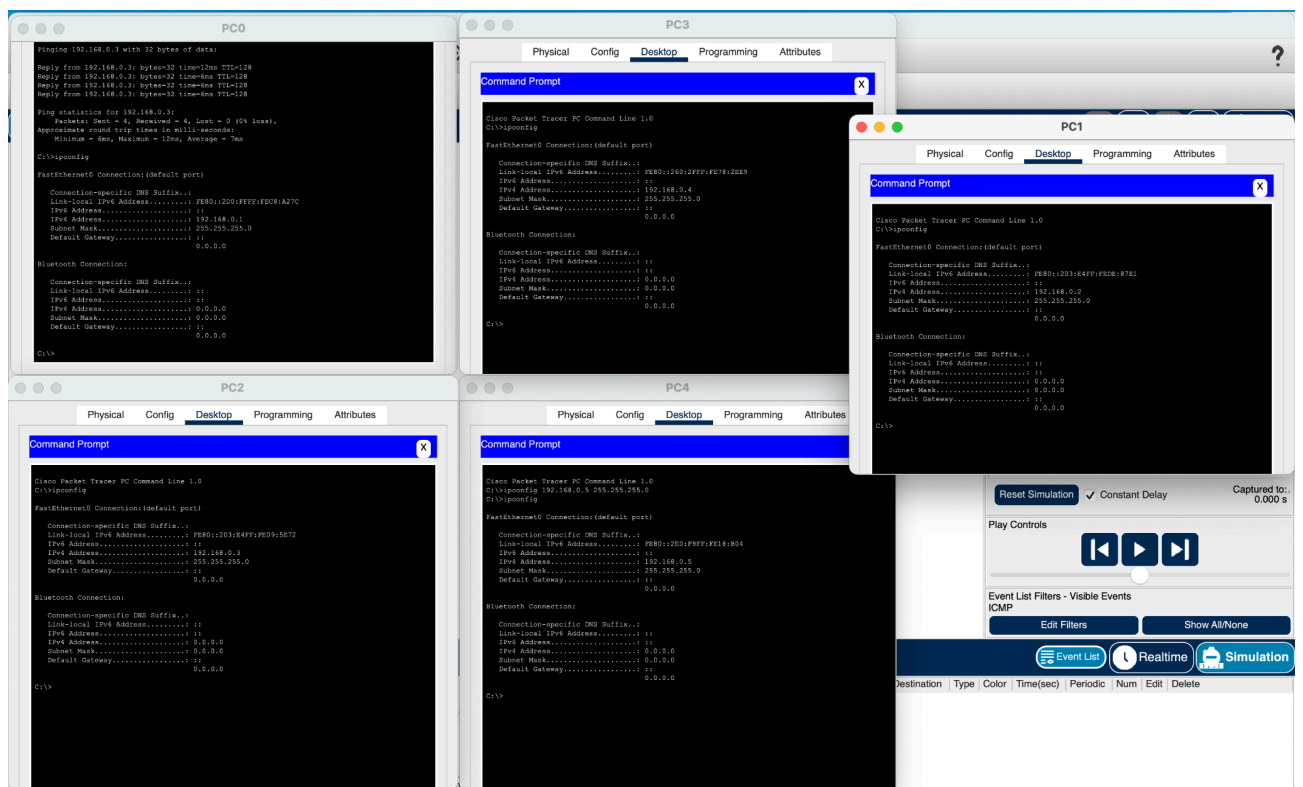 PC0
Pinging 192.168.0.3 with 32 bytes of data:
Reply from 192.168.0.3: bytes=32 time=12ms TTL=128
Reply from 192.168.0.3: bytes=32 time=6ms TTL=128
Reply from 192.168.0.3: bytes=32 time=6ms TTL=128
Reply from 192.168.0.3: bytes=32 time=6ms TTL=128
Ping statistics for 192.168.0.3:
Packets: Sent = 4, Received = 4, Lost = 0 (0% loss),
Approximate round trip times in milli-seconds:
Minimum = 6ms, Maximum = 12ms, Average = 7ms
C:\>ipconfig
FastEthernet0 Connection:(default port)
Connection-specific DNS Suffix..:
Link-local IPv6 Address.........: FE80::2D0:FFFF:FEC8:A27C
IPv6 Address....................: ::
IPv4 Address....................: 192.168.0.1
Subnet Mask.....................: 255.255.255.0
Default Gateway.................: ::
0.0.0.0
Bluetooth Connection:
Connection-specific DNS Suffix..:
Link-local IPv6 Address.........: ::
IPv6 Address....................: ::
IPv4 Address....................: 0.0.0.0
Subnet Mask.....................: 0.0.0.0
Default Gateway.................: ::
0.0.0.0
C:\>
PC3
Physical Config Desktop Programming Attributes
Command Prompt X
Cisco Packet Tracer PC Command Line 1.0
C:\>ipconfig
FastEthernet0 Connection:(default port)
Connection-specific DNS Suffix..:
Link-local IPv6 Address.........: FE80::260:2FFF:FE78:2EE9
IPv6 Address....................: ::
IPv4 Address....................: 192.168.0.4
Subnet Mask.....................: 255.255.255.0
Default Gateway.................: ::
0.0.0.0
Bluetooth Connection:
Connection-specific DNS Suffix..:
Link-local IPv6 Address.........: ::
IPv6 Address....................: ::
IPv4 Address....................: 0.0.0.0
Subnet Mask.....................: 0.0.0.0
Default Gateway.................: ::
0.0.0.0
C:\>
?
PC1
Physical Config Desktop Programming Attributes
Command Prompt X
Cisco Packet Tracer PC Command Line 1.0
C:\>ipconfig
FastEthernet0 Connection:(default port)
Connection-specific DNS Suffix..:
Link-local IPv6 Address.........: FE80::203:E4FF:FEDE:87E1
IPv6 Address....................: ::
IPv4 Address....................: 192.168.0.2
Subnet Mask.....................: 255.255.255.0
Default Gateway.................: ::
0.0.0.0
Bluetooth Connection:
Connection-specific DNS Suffix..:
Link-local IPv6 Address.........: ::
IPv6 Address....................: ::
IPv4 Address....................: 0.0.0.0
Subnet Mask.....................: 0.0.0.0
Default Gateway.................: ::
0.0.0.0
C:\>
PC2
Physical Config Desktop Programming Attributes
Command Prompt X
Cisco Packet Tracer PC Command Line 1.0
C:\>ipconfig
FastEthernet0 Connection:(default port)
Connection-specific DNS Suffix..:
Link-local IPv6 Address.........: FE80::203:E4FF:FE09:5E72
IPv6 Address....................: ::
IPv4 Address....................: 192.168.0.3
Subnet Mask.....................: 255.255.255.0
Default Gateway.................: ::
0.0.0.0
Bluetooth Connection:
Connection-specific DNS Suffix..:
Link-local IPv6 Address.........: ::
IPv6 Address....................: ::
IPv4 Address....................: 0.0.0.0
Subnet Mask.....................: 0.0.0.0
Default Gateway.................: ::
0.0.0.0
C:\>
PC4
Physical Config Desktop Programming Attributes
Command Prompt
Cisco Packet Tracer PC Command Line 1.0
C:\>ipconfig 192.168.0.5 255.255.255.0
C:\>ipconfig
FastEthernet0 Connection:(default port)
Connection-specific DNS Suffix..:
Link-local IPv6 Address.........: FE80::2E0:F9FF:FE18:B04
IPv6 Address....................: ::
IPv4 Address....................: 192.168.0.5
Subnet Mask.....................: 255.255.255.0
Default Gateway.................: ::
0.0.0.0
Bluetooth Connection:
Connection-specific DNS Suffix..:
Link-local IPv6 Address.........: ::
IPv6 Address....................: ::
IPv4 Address....................: 0.0.0.0
Subnet Mask.....................: 0.0.0.0
Default Gateway.................: ::
0.0.0.0
C:\>
Reset Simulation Constant Delay Captured to:.
0.000 s
Play Controls
Event List Filters - Visible Events
ICMP
Edit Filters Show All/None
Event List Realtime Simulation
Destination Type Color Time(sec) Periodic Num Edit Delete